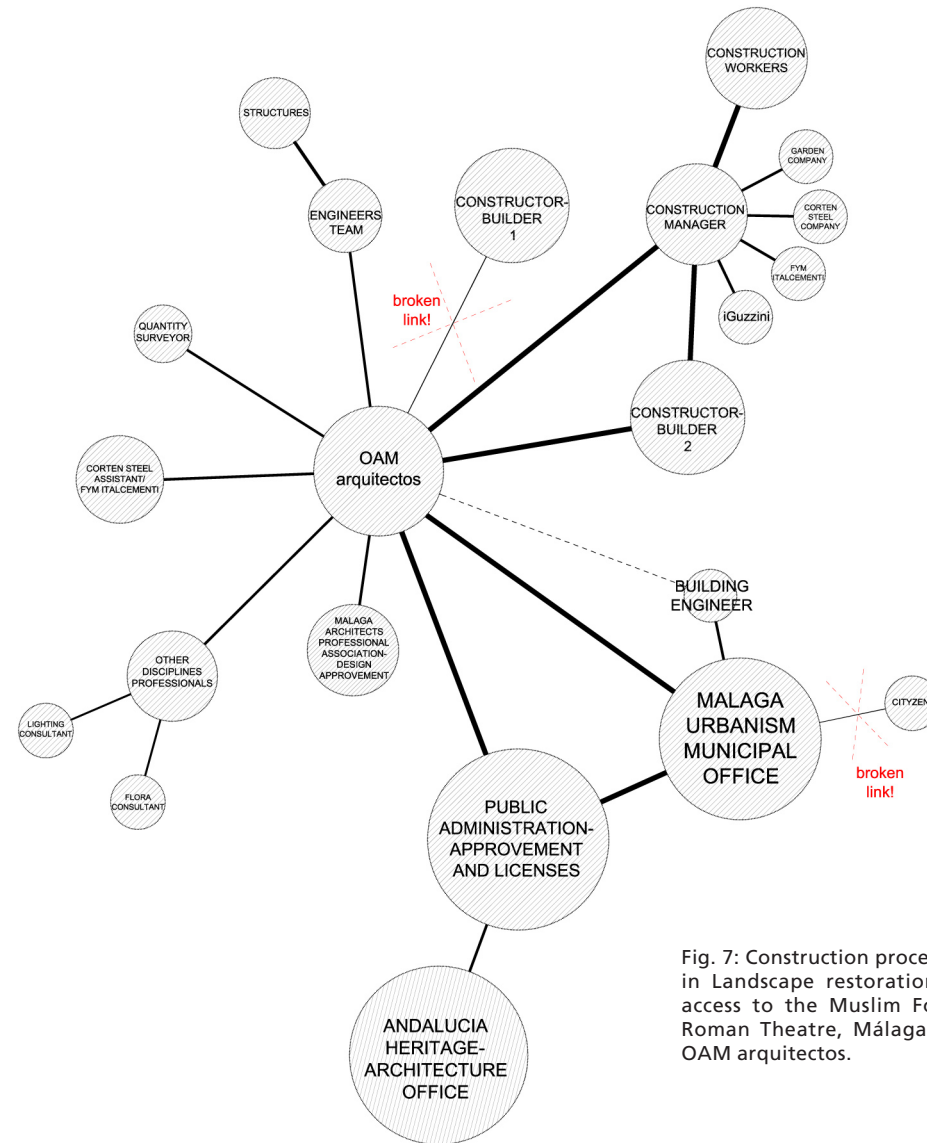 CONSTRUCTION
WORKERS
STRUCTURES
GARDEN
COMPANY
CONSTRUCTOR-
BUILDER
1
ENGINEERS
TEAM
CONSTRUCTION
MANAGER
CORTEN
STEEL
COMPANY
FYM
ITALCEMENTI
iGuzzini
broken
link!
QUANTITY
SURVEYOR
CONSTRUCTOR-
BUILDER
2
OAM
arquitectos
CORTEN STEEL
ASSISTANT/
FYM ITALCEMENTI
BUILDING
ENGINEER
MALAGA
ARCHITECTS
PROFESSIONAL
ASSOCIATION-
DESIGN
APPROVEMENT
OTHER
DISCIPLINES
PROFESSIONALS
LIGHTING
CONSULTANT
FLORA
CONSULTANT
MALAGA
URBANISM
MUNICIPAL
OFFICE
CITYZEN
broken
link!
PUBLIC
ADMINISTRATION-
APPROVEMENT
AND LICENSES
ANDALUCIA
HERITAGE-
ARCHITECTURE
OFFICE
Fig. 7: Construction proce
in Landscape restoration
access to the Muslim Fo
Roman Theatre, Málaga
OAM arquitectos.